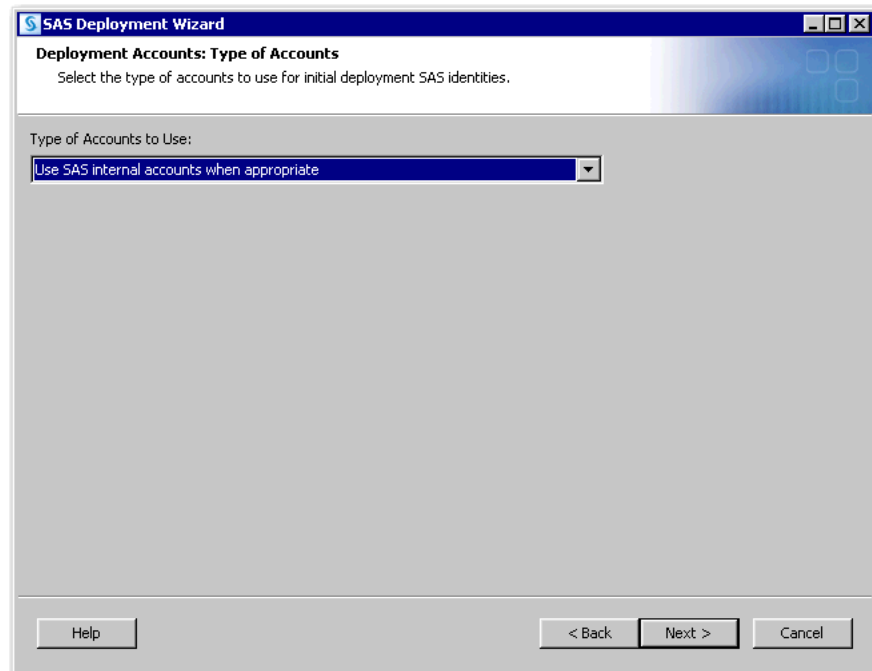 SAS Deployment Wizard
Deployment Accounts: Type of Accounts
Select the type of accounts to use for initial deployment SAS identities.
Type of Accounts to Use:
Use SAS internal accounts when appropriate
Help
< Back
Next >
Cancel